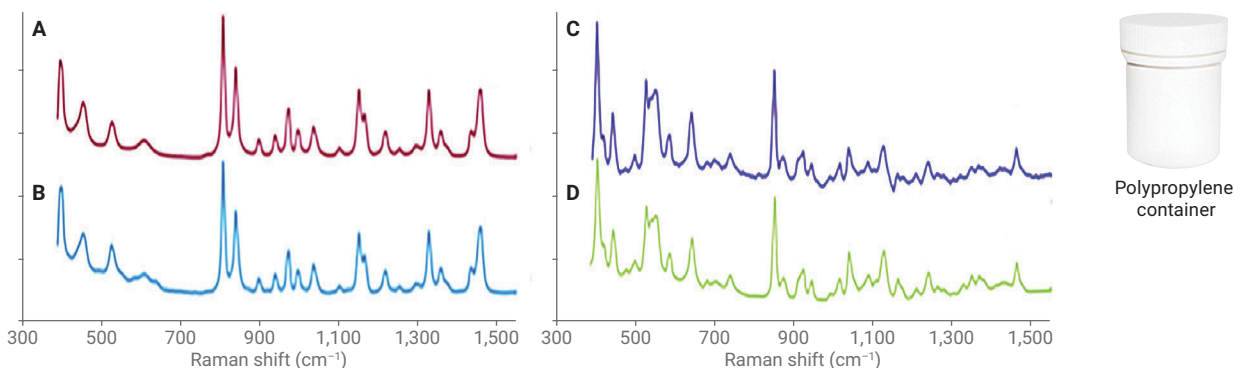 A
B
300
500
700
900
1,100
1,300
1,500
Raman shift (cm⁻¹)
C
D
300
500
700
900
1,100
1,300
1,500
Raman shift (cm⁻¹)
Polypropylene
container